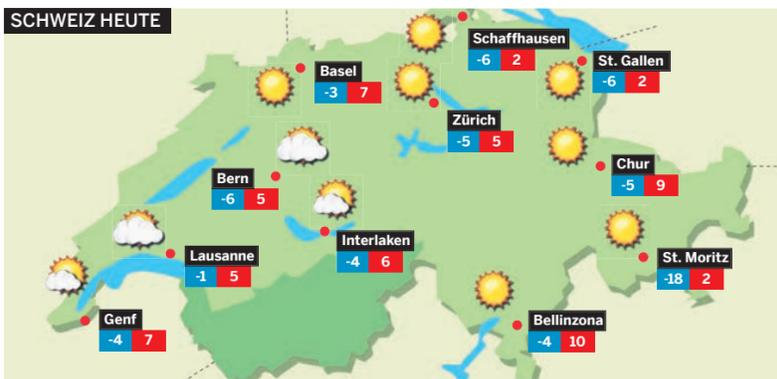 SCHWEIZ HEUTE
Schaffhausen
-6 2
St. Gallen
-6 2
Basel
-3 7
Zürich
-5 5
Chur
-5 9
Bern
-6 5
Interlaken
-4 6
Lausanne
-1 5
St. Moritz
-18 2
Genf
-4 7
Bellinzona
-4 10